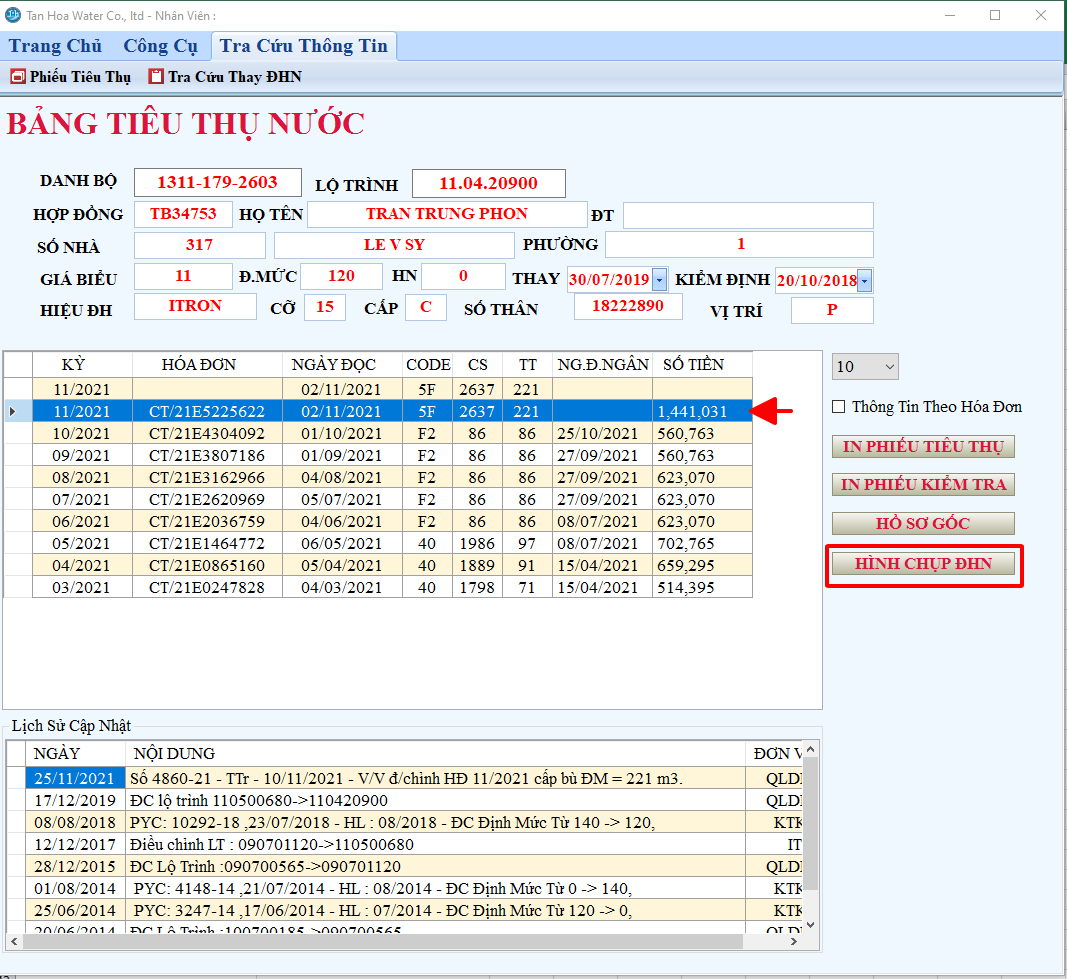 Tan Hoa Water Co., ltd - Nhân Viên :
Trang Chủ Công Cụ Tra Cứu Thông Tin
Phiếu Tiêu Thụ Tra Cứu Thay ĐHN
BẢNG TIÊU THỤ NƯỚC
DANH BỘ 1311-179-2603 LỘ TRÌNH 11.04.20900
HỢP ĐỒNG TB34753 HỌ TÊN TRAN TRUNG PHON ĐT
SỐ NHÀ 317 LE V SY PHƯỜNG 1
GIÁ BIỂU 11 Đ.MỨC 120 HN 0 THAY 30/07/2019 KIỂM ĐỊNH 20/10/2018
HIỆU ĐH ITRON CỠ 15 CẤP C SỐ THÂN 18222890 VỊ TRÍ P
KỲ HÓA ĐƠN NGÀY ĐỌC CODE CS TT NG.Đ.NGÂN SỐ TIỀN
11/2021 02/11/2021 5F 2637 221
11/2021 CT/21E5225622 02/11/2021 5F 2637 221 1,441,031
10/2021 CT/21E4304092 01/10/2021 F2 86 86 25/10/2021 560,763
09/2021 CT/21E3807186 01/09/2021 F2 86 86 27/09/2021 560,763
08/2021 CT/21E3162966 04/08/2021 F2 86 86 27/09/2021 623,070
07/2021 CT/21E2620969 05/07/2021 F2 86 86 27/09/2021 623,070
06/2021 CT/21E2036759 04/06/2021 F2 86 86 08/07/2021 623,070
05/2021 CT/21E1464772 06/05/2021 40 1986 97 08/07/2021 702,765
04/2021 CT/21E0865160 05/04/2021 40 1889 91 15/04/2021 659,295
03/2021 CT/21E0247828 04/03/2021 40 1798 71 15/04/2021 514,395
10
Thông Tin Theo Hóa Đơn
IN PHIẾU TIÊU THỤ
IN PHIẾU KIỂM TRA
HỒ SƠ GỐC
HÌNH CHỤP ĐHN
Lịch Sử Cập Nhật
NGÀY NỘI DUNG ĐƠN V
25/11/2021 Số 4860-21 - TTr - 10/11/2021 - V/V đ/chỉnh HĐ 11/2021 cấp bù ĐM = 221 m3. QLDI
17/12/2019 ĐC lộ trình 110500680->110420900 QLDI
08/08/2018 PYC: 10292-18 ,23/07/2018 - HL : 08/2018 - ĐC Định Mức Từ 140 -> 120, KTK
12/12/2017 Điều chỉnh LT : 090701120->110500680 IT
28/12/2015 ĐC Lộ Trình :090700565->090701120 QLDI
01/08/2014 PYC: 4148-14 ,21/07/2014 - HL : 08/2014 - ĐC Định Mức Từ 0 -> 140, KTK
25/06/2014 PYC: 3247-14 ,17/06/2014 - HL : 07/2014 - ĐC Định Mức Từ 120 -> 0, KTK
20/06/2014 ĐC Lộ Trình :100700185->090700565 QLDI